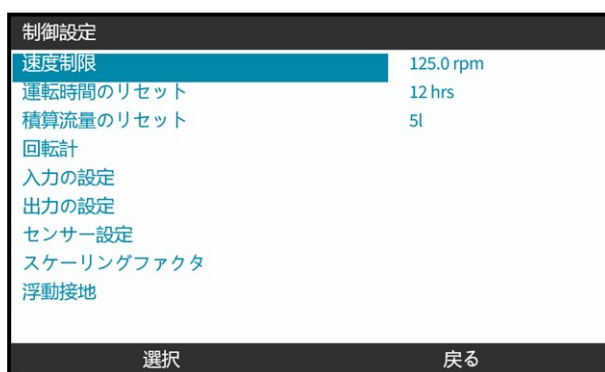 制御設定
速度制限 125.0 rpm
運転時間のリセット 12 hrs
積算流量のリセット 5l
回転計
入力の設定
出力の設定
センサー設定
スケーリングファクタ
浮動接地
選択 戻る